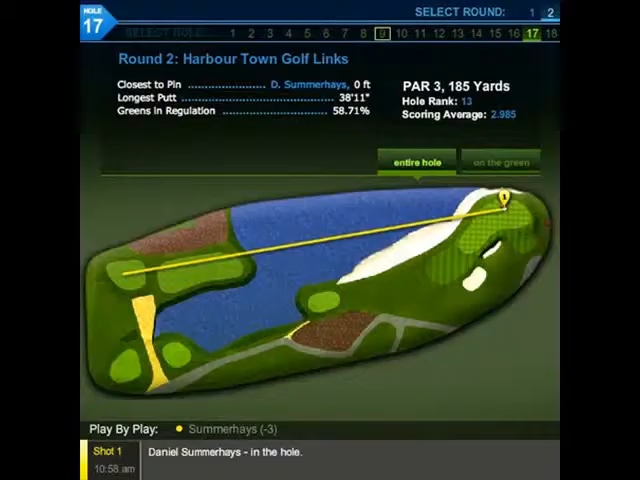 HOLE
17
SELECT ROUND: 1 2
SELECT HOLE: 1 2 3 4 5 6 7 8 9 10 11 12 13 14 15 16 17 18
Round 2: Harbour Town Golf Links
Closest to Pin ........................ D. Summerhays, 0 ft
Longest Putt ................................................ 38'11"
Greens in Regulation ................................. 58.71%
PAR 3, 185 Yards
Hole Rank: 13
Scoring Average: 2.985
entire hole
on the green
1
Play By Play: Summerhays (-3)
Shot 1
10:58 am
Daniel Summerhays - in the hole.